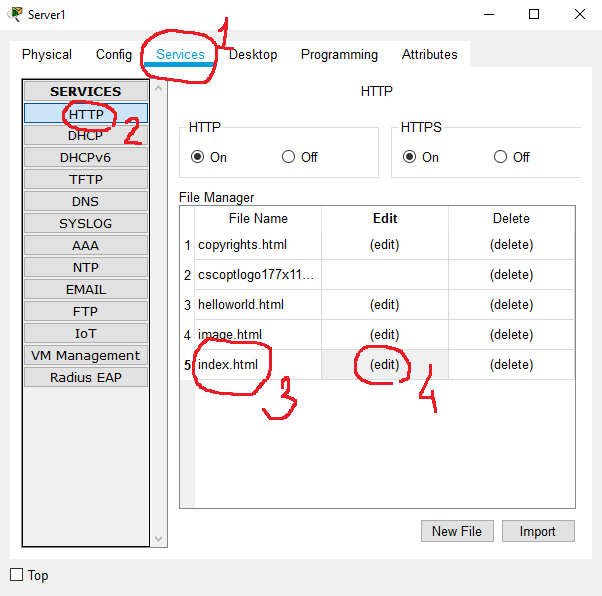 Server1
1
Physical Config Services Desktop Programming Attributes
SERVICES
HTTP
2
DHCP
DHCPv6
TFTP
DNS
SYSLOG
AAA
NTP
EMAIL
FTP
IoT
VM Management
Radius EAP
HTTP
HTTP
On Off
HTTPS
On Off
File Manager
File Name Edit Delete
1 copyrights.html (edit) (delete)
2 cscoptlogo177x11... (delete)
3 helloworld.html (edit) (delete)
4 image.html (edit) (delete)
5 index.html (edit) (delete)
3 4
New File Import
Top